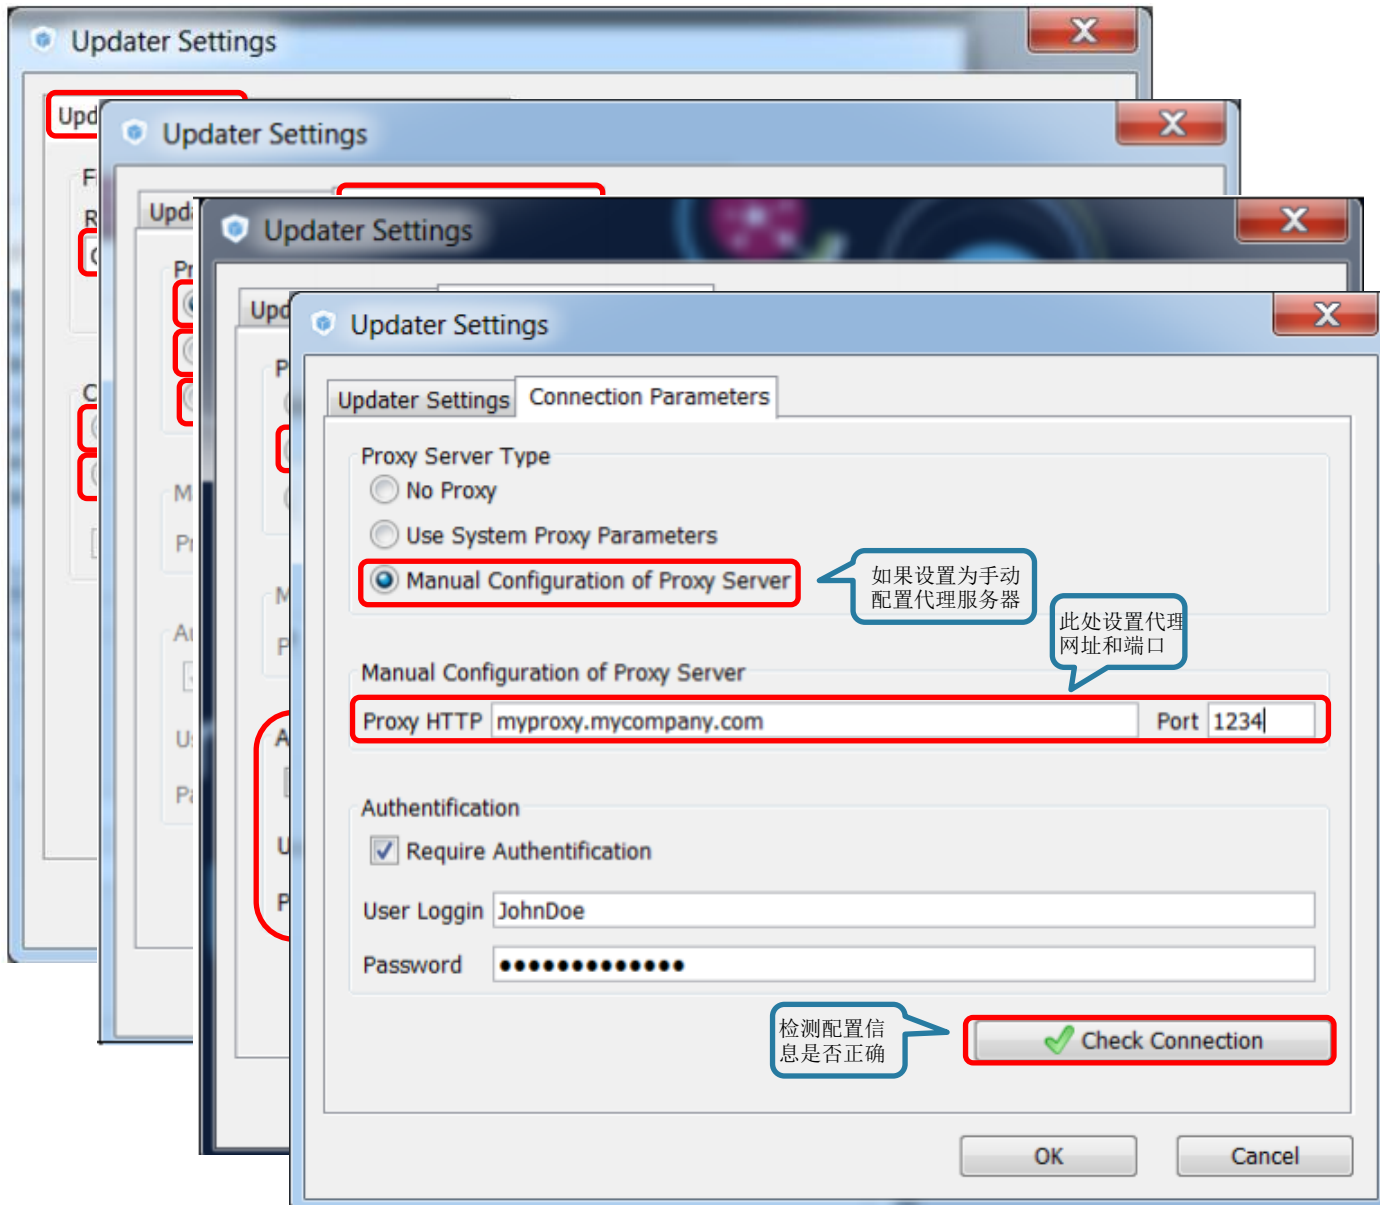 Updater Settings
Upd
Updater Settings
Upda
Updater Settings
Upd
Updater Settings
Updater Settings
Connection Parameters
Proxy Server Type
No Proxy
Use System Proxy Parameters
Manual Configuration of Proxy Server
如果设置为手动
配置代理服务器
此处设置代理
网址和端口
Manual Configuration of Proxy Server
Proxy HTTP myproxy.mycompany.com Port 1234
Authentification
Require Authentification
User Loggin JohnDoe
Password •••••••••••••
检测配置信
息是否正确
Check Connection
OK
Cancel